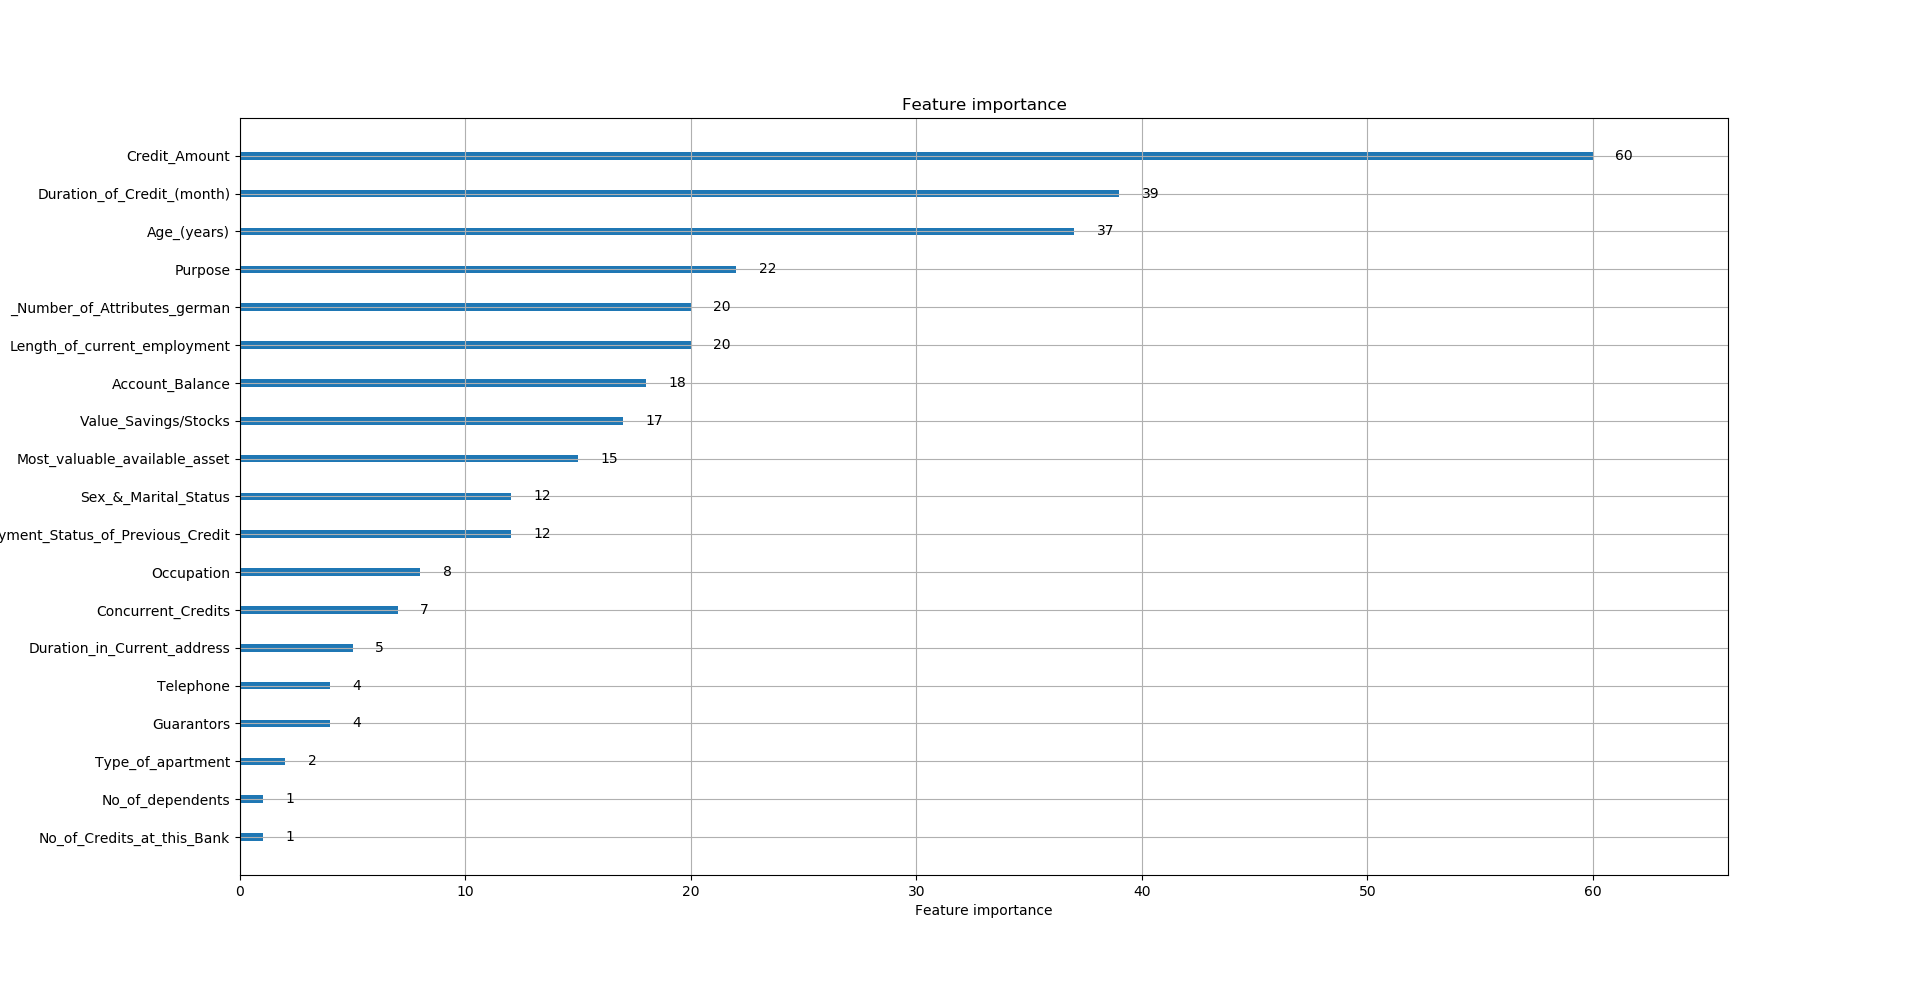 Feature importance
Credit_Amount 60
Duration_of_Credit_(month) 39
Age_(years) 37
Purpose 22
_Number_of_Attributes_german 20
Length_of_current_employment 20
Account_Balance 18
Value_Savings/Stocks 17
Most_valuable_available_asset 15
Sex_&_Marital_Status 12
yment_Status_of_Previous_Credit 12
Occupation 8
Concurrent_Credits 7
Duration_in_Current_address 5
Telephone 4
Guarantors 4
Type_of_apartment 2
No_of_dependents 1
No_of_Credits_at_this_Bank 1
0 10 20 30 40 50 60
Feature importance